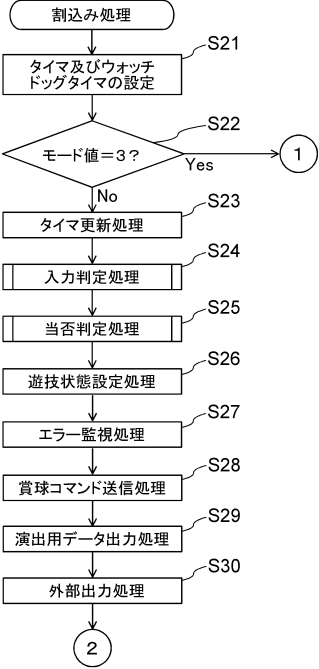 割込み処理
S21
タイマ及びウォッチ
ドッグタイマの設定
S22
モード値＝３？
Yes
1
No
S23
タイマ更新処理
S24
入力判定処理
S25
当否判定処理
S26
遊技状態設定処理
S27
エラー監視処理
S28
賞球コマンド送信処理
S29
演出用データ出力処理
S30
外部出力処理
2